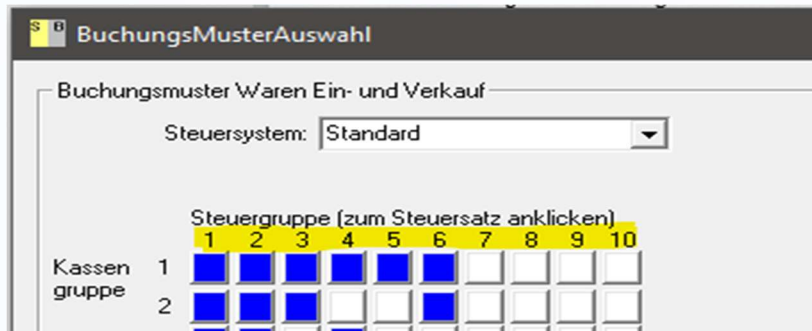 S B BuchungsMusterAuswahl
Buchungsmuster Waren Ein- und Verkauf
Steuersystem: Standard
Steuergruppe (zum Steuersatz anklicken)
1 2 3 4 5 6 7 8 9 10
Kassen 1
gruppe
2